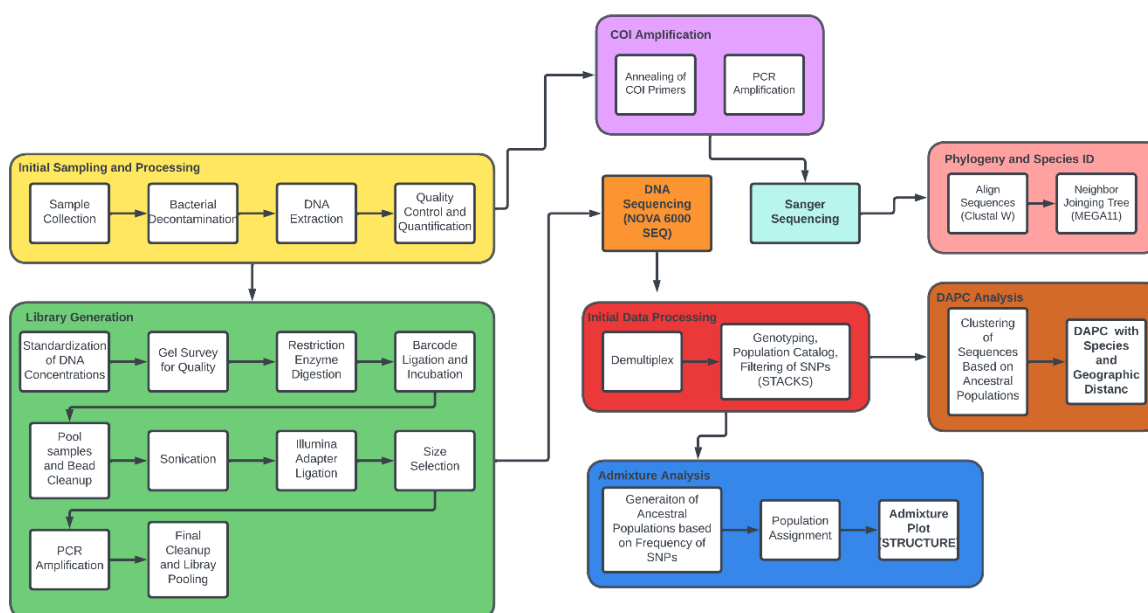 COI Amplification
Annealing of
COI Primers
PCR
Amplification
Initial Sampling and Processing
Sample
Collection
Bacterial
Decontamination
DNA
Extraction
Quality
Control and
Quantification
DNA
Sequencing
(NOVA 6000
SEQ)
Sanger
Sequencing
Phylogeny and Species ID
Align
Sequences
(Clustal W)
Neighbor
Joinging Tree
(MEGA11)
Library Generation
Standardization
of DNA
Concentrations
Gel Survey
for Quality
Restriction
Enzyme
Digestion
Barcode
Ligation and
Incubation
Pool
samples
and Bead
Cleanup
Sonication
Illumina
Adapter
Ligation
Size
Selection
PCR
Amplification
Final
Cleanup
and Libray
Pooling
Initial Data Processing
Demultiplex
Genotyping,
Population Catalog,
Filtering of SNPs
(STACKS)
DAPC Analysis
Clustering
of
Sequences
Based on
Ancestral
Populations
DAPC with
Species
and
Geographic
Distanc
Admixture Analysis
Generaiton of
Ancestral
Populations based
on Frequency of
SNPs
Population
Assignment
Admixture
Plot
(STRUCTURE)